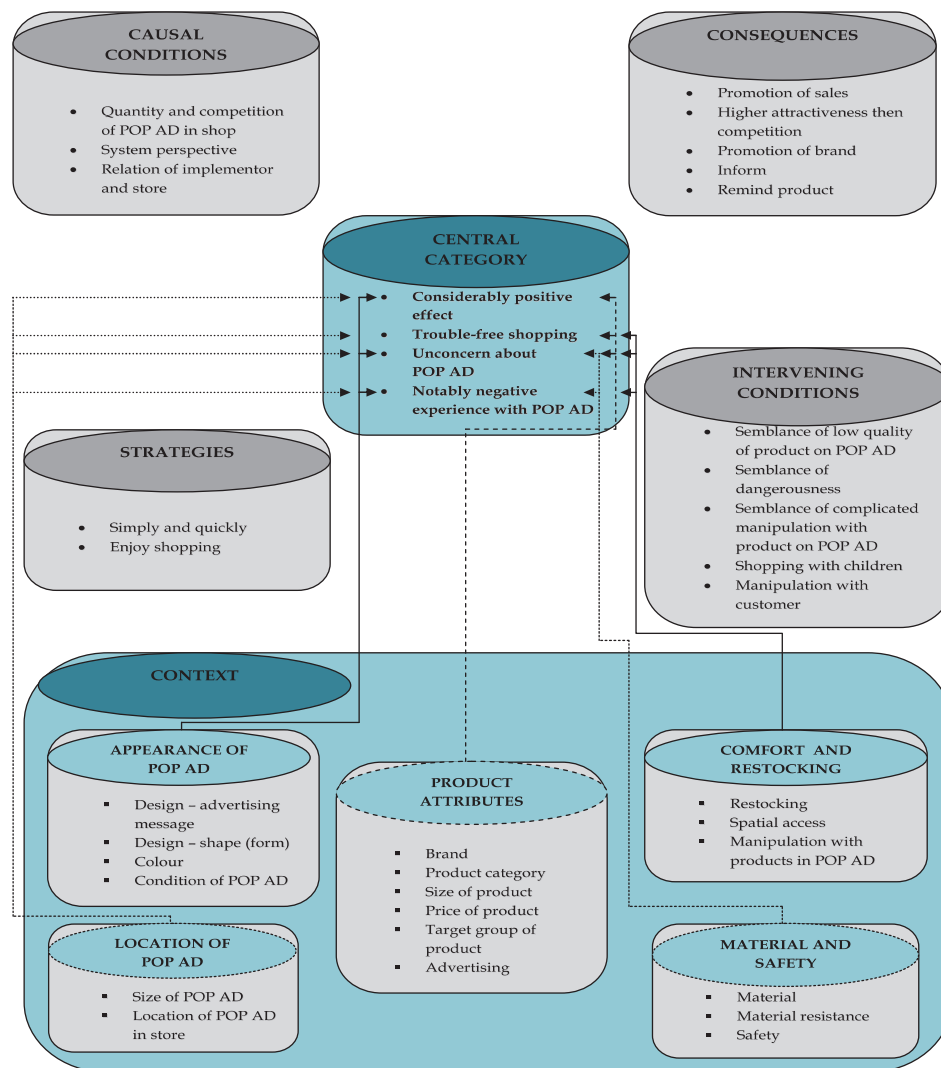 CAUSAL
CONDITIONS
• Quantity and competition
of POP AD in shop
• System perspective
• Relation of implementor
and store
CONSEQUENCES
• Promotion of sales
• Higher attractiveness then
competition
• Promotion of brand
• Inform
• Remind product
CENTRAL
CATEGORY
• Considerably positive
effect
• Trouble-free shopping
• Unconcern about
POP AD
• Notably negative
experience with POP AD
INTERVENING
CONDITIONS
• Semblance of low quality
of product on POP AD
• Semblance of
dangerousness
• Semblance of complicated
manipulation with
product on POP AD
• Shopping with children
• Manipulation with
customer
STRATEGIES
• Simply and quickly
• Enjoy shopping
CONTEXT
APPEARANCE OF
POP AD
▪ Design – advertising
message
▪ Design – shape (form)
▪ Colour
▪ Condition of POP AD
PRODUCT
ATTRIBUTES
▪ Brand
▪ Product category
▪ Size of product
▪ Price of product
▪ Target group of
product
▪ Advertising
COMFORT AND
RESTOCKING
▪ Restocking
▪ Spatial access
▪ Manipulation with
products in POP AD
LOCATION OF
POP AD
▪ Size of POP AD
▪ Location of POP AD
in store
MATERIAL AND
SAFETY
▪ Material
▪ Material resistance
▪ Safety